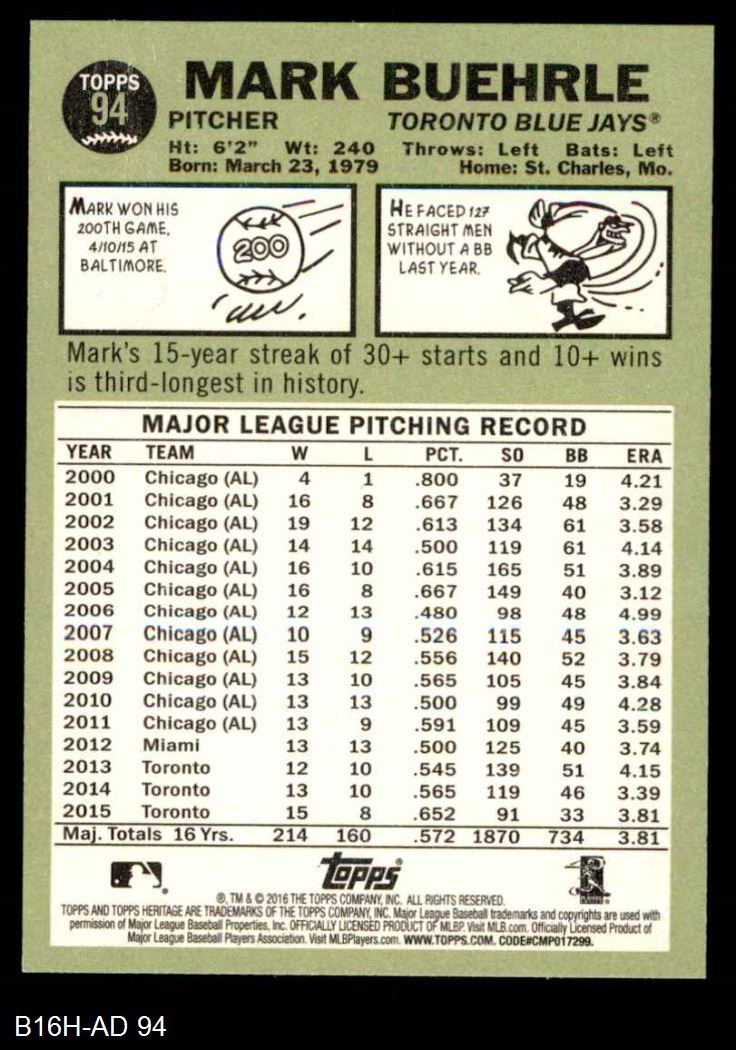 TOPPS
94
MARK BUEHRLE
PITCHER TORONTO BLUE JAYS®
Ht: 6'2" Wt: 240 Throws: Left Bats: Left
Born: March 23, 1979 Home: St. Charles, Mo.
MARK WON HIS
200TH GAME,
4/10/15 AT
BALTIMORE.
200
HE FACED 127
STRAIGHT MEN
WITHOUT A BB
LAST YEAR.
Mark's 15-year streak of 30+ starts and 10+ wins
is third-longest in history.
MAJOR LEAGUE PITCHING RECORD
YEAR TEAM W L PCT. SO BB ERA
2000 Chicago (AL) 4 1 .800 37 19 4.21
2001 Chicago (AL) 16 8 .667 126 48 3.29
2002 Chicago (AL) 19 12 .613 134 61 3.58
2003 Chicago (AL) 14 14 .500 119 61 4.14
2004 Chicago (AL) 16 10 .615 165 51 3.89
2005 Chicago (AL) 16 8 .667 149 40 3.12
2006 Chicago (AL) 12 13 .480 98 48 4.99
2007 Chicago (AL) 10 9 .526 115 45 3.63
2008 Chicago (AL) 15 12 .556 140 52 3.79
2009 Chicago (AL) 13 10 .565 105 45 3.84
2010 Chicago (AL) 13 13 .500 99 49 4.28
2011 Chicago (AL) 13 9 .591 109 45 3.59
2012 Miami 13 13 .500 125 40 3.74
2013 Toronto 12 10 .545 139 51 4.15
2014 Toronto 13 10 .565 119 46 3.39
2015 Toronto 15 8 .652 91 33 3.81
Maj. Totals 16 Yrs. 214 160 .572 1870 734 3.81
Topps
®, TM & © 2016 THE TOPPS COMPANY, INC. ALL RIGHTS RESERVED.
TOPPS AND TOPPS HERITAGE ARE TRADEMARKS OF THE TOPPS COMPANY, INC. Major League Baseball trademarks and copyrights are used with
permission of Major League Baseball Properties, Inc. OFFICIALLY LICENSED PRODUCT OF MLBP. Visit MLB.com. Officially Licensed Product of
Major League Baseball Players Association. Visit MLBPlayers.com. WWW.TOPPS.COM. CODE#CMP017299.
B16H-AD 94